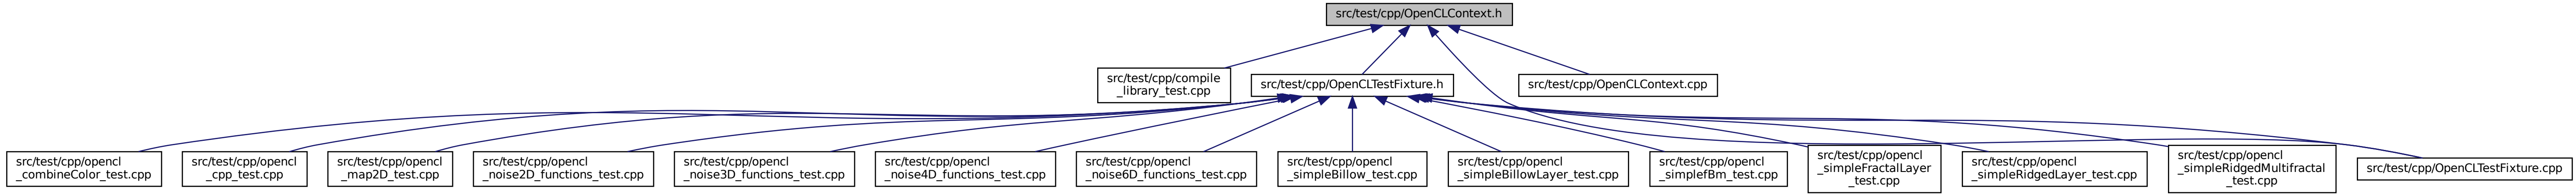 src/test/cpp/OpenCLContext.h
src/test/cpp/compile
_library_test.cpp
src/test/cpp/OpenCLTestFixture.h
src/test/cpp/OpenCLContext.cpp
src/test/cpp/opencl
_combineColor_test.cpp
src/test/cpp/opencl
_cpp_test.cpp
src/test/cpp/opencl
_map2D_test.cpp
src/test/cpp/opencl
_noise2D_functions_test.cpp
src/test/cpp/opencl
_noise3D_functions_test.cpp
src/test/cpp/opencl
_noise4D_functions_test.cpp
src/test/cpp/opencl
_noise6D_functions_test.cpp
src/test/cpp/opencl
_simpleBillow_test.cpp
src/test/cpp/opencl
_simpleBillowLayer_test.cpp
src/test/cpp/opencl
_simplefBm_test.cpp
src/test/cpp/opencl
_simpleFractalLayer
_test.cpp
src/test/cpp/opencl
_simpleRidgedLayer_test.cpp
src/test/cpp/opencl
_simpleRidgedMultifractal
_test.cpp
src/test/cpp/OpenCLTestFixture.cpp